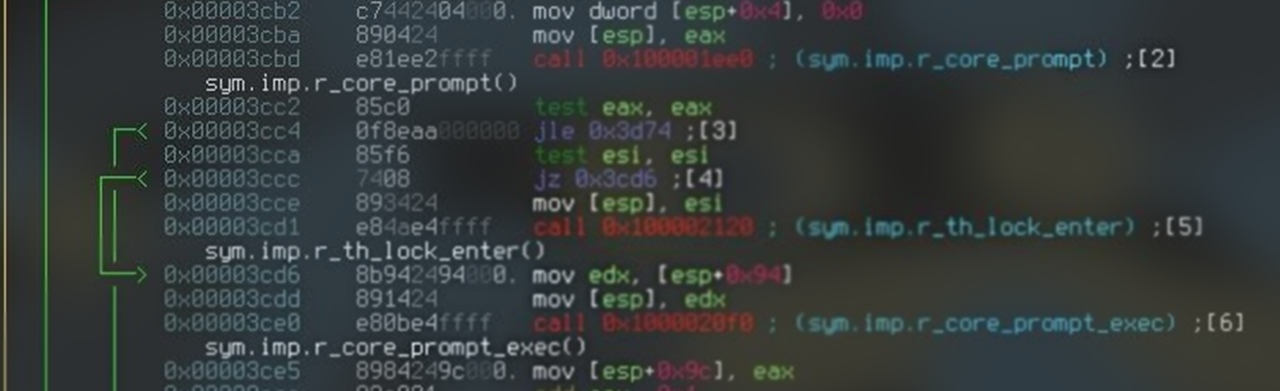 0x00003cb2 c7442404000. mov dword [esp+0x4], 0x0
0x00003cba 890424 mov [esp], eax
0x00003cbd e81ee2ffff call 0x100001ee0 ; (sym.imp.r_core_prompt) ;[2]
sym.imp.r_core_prompt()
0x00003cc2 85c0 test eax, eax
0x00003cc4 0f8eaa000000 jle 0x3d74 ;[3]
0x00003cca 85f6 test esi, esi
0x00003ccc 7408 jz 0x3cd6 ;[4]
0x00003cce 893424 mov [esp], esi
0x00003cd1 e84ae4ffff call 0x100002120 ; (sym.imp.r_th_lock_enter) ;[5]
sym.imp.r_th_lock_enter()
0x00003cd6 8b942494000. mov edx, [esp+0x94]
0x00003cdd 891424 mov [esp], edx
0x00003ce0 e80be4ffff call 0x1000020f0 ; (sym.imp.r_core_prompt_exec) ;[6]
sym.imp.r_core_prompt_exec()
0x00003ce5 8984249c000. mov [esp+0x9c], eax